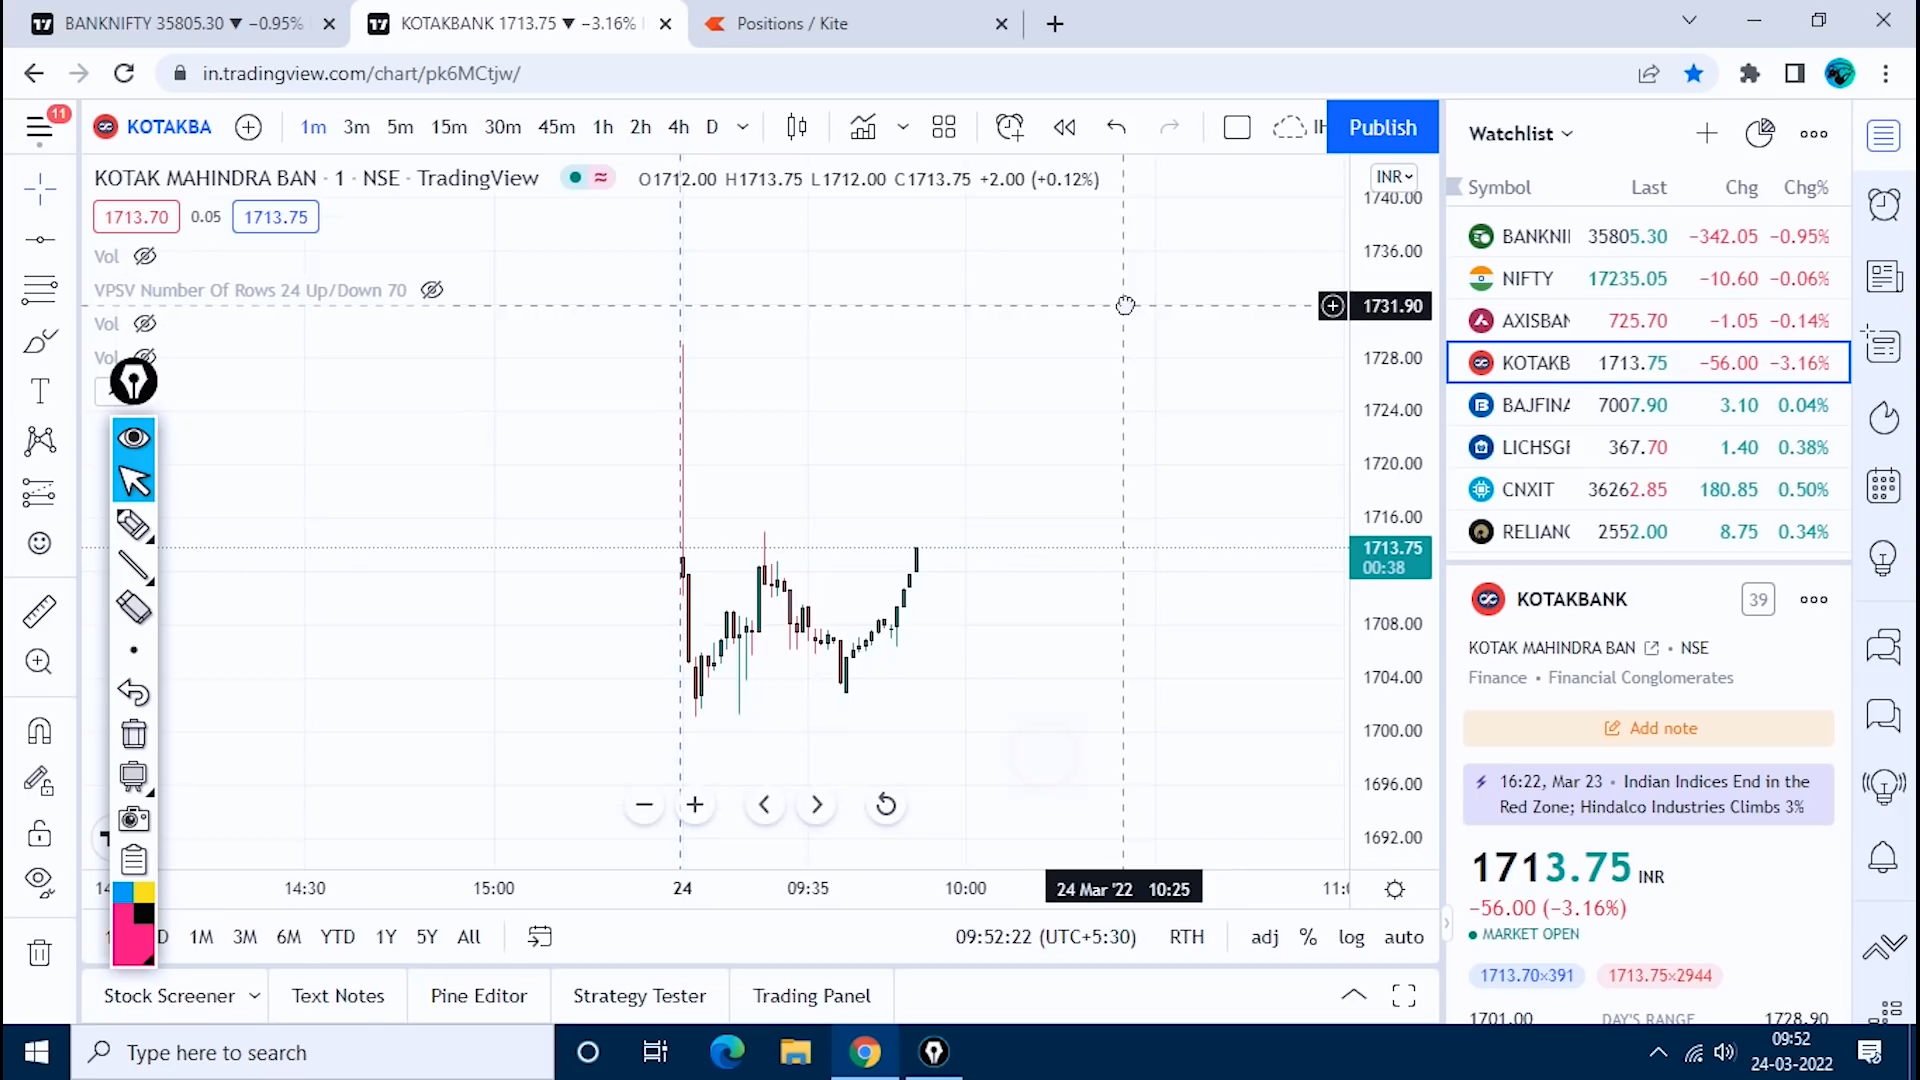 BANKNIFTY 35805.30 ▼ −0.95%
KOTAKBANK 1713.75 ▼ −3.16%
Positions / Kite
in.tradingview.com/chart/pk6MCtjw/
11
KOTAKBA
1m 3m 5m 15m 30m 45m 1h 2h 4h D
Publish
KOTAK MAHINDRA BAN · 1 · NSE · TradingView
O1712.00 H1713.75 L1712.00 C1713.75 +2.00 (+0.12%)
1713.70 0.05 1713.75
Vol
VPSV Number Of Rows 24 Up/Down 70
Vol
Vol
INR
1740.00
1736.00
1731.90
1728.00
1724.00
1720.00
1716.00
1713.75
00:38
1708.00
1704.00
1700.00
1696.00
1692.00
14:30 15:00 24 09:35 10:00 24 Mar '22 10:25
D 1M 3M 6M YTD 1Y 5Y All
09:52:22 (UTC+5:30) RTH adj % log auto
Stock Screener Text Notes Pine Editor Strategy Tester Trading Panel
Watchlist
Symbol Last Chg Chg%
BANKNI 35805.30 −342.05 −0.95%
NIFTY 17235.05 −10.60 −0.06%
AXISBAN 725.70 −1.05 −0.14%
KOTKAB 1713.75 −56.00 −3.16%
BAJFINA 7007.90 3.10 0.04%
LICHSGF 367.70 1.40 0.38%
CNXIT 36262.85 180.85 0.50%
RELIANC 2552.00 8.75 0.34%
KOTAKBANK 39
KOTAK MAHINDRA BAN • NSE
Finance • Financial Conglomerates
Add note
16:22, Mar 23 • Indian Indices End in the
Red Zone; Hindalco Industries Climbs 3%
1713.75 INR
−56.00 (−3.16%)
MARKET OPEN
1713.70×391 1713.75×2944
1701.00 DAY'S RANGE 1728.90
Type here to search
09:52
24-03-2022